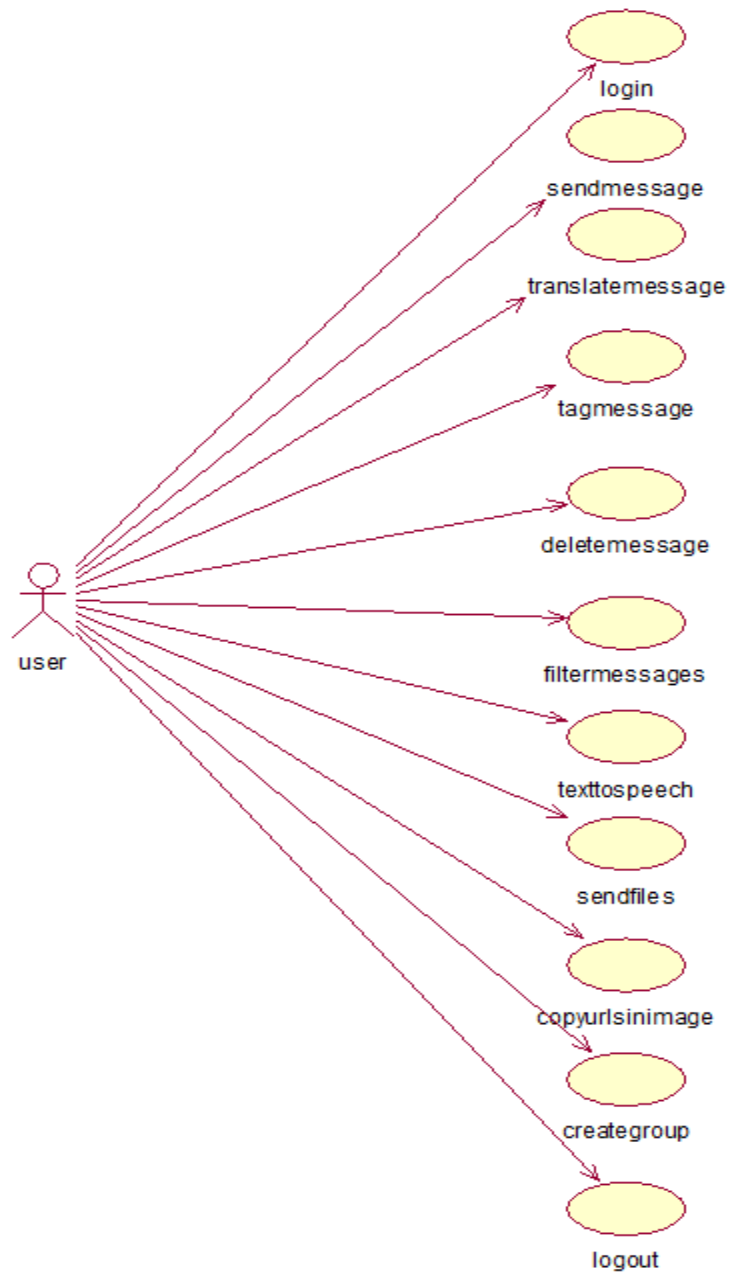 login
sendmessage
translatemessage
tagmessage
deletemessage
user
filtermessages
texttospeech
sendfiles
copyurlsinimage
creategroup
logout